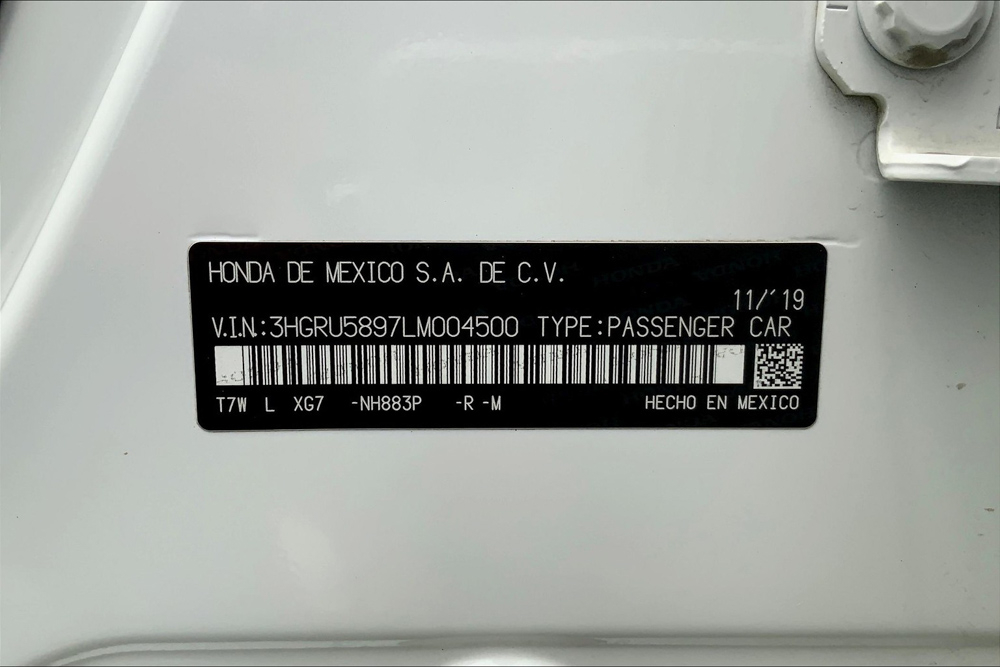 HONDA DE MEXICO S.A. DE C.V.
11/'19
V.I.N.:3HGRU5897LM004500 TYPE:PASSENGER CAR
T7W L XG7 -NH883P -R -M HECHO EN MEXICO